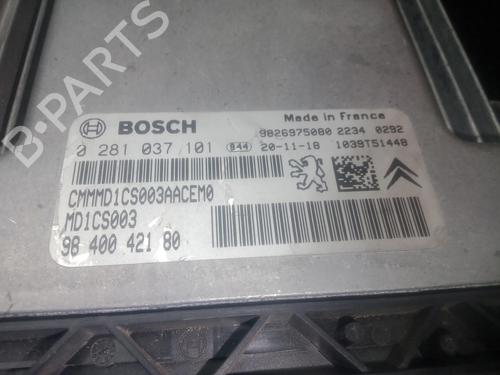 BOSCH
Made in France
0 281 037 101
B44
9826975080 2234 0292
20-11-18 1039T51448
CMMMD1CS003AACEM0
MD1CS003
98 400 421 80
B-PARTS